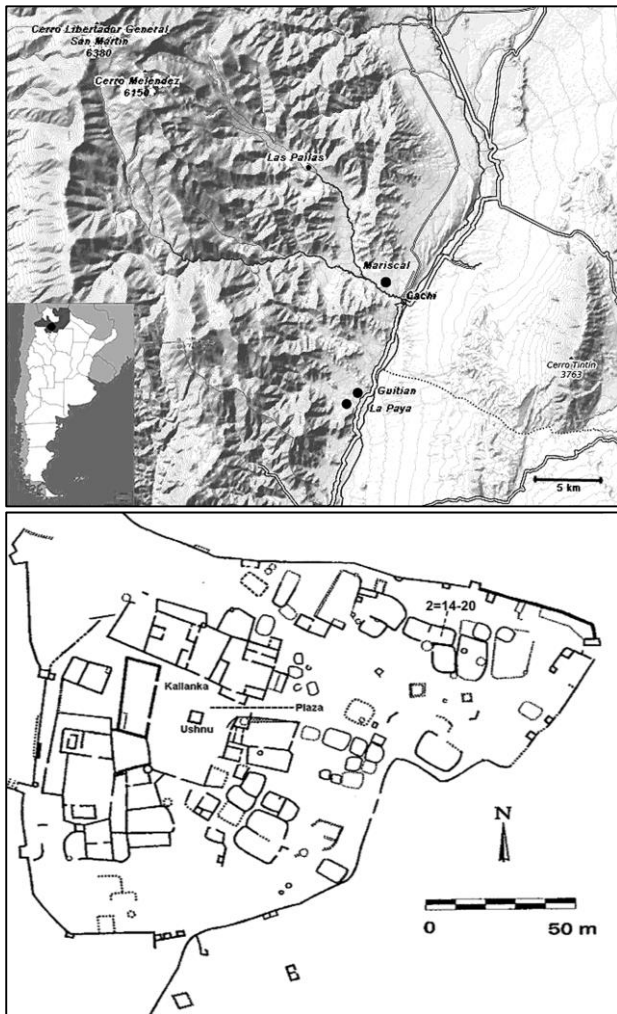 Cerro Libertador General
San Martín
6380
Cerro Melendez
6150
Las Pailas
Mariscal
Cachi
Guitian
La Paya
Cerro Tintin
3763
5 km
2=14-20
Kallanka
Plaza
Ushnu
N
0 50 m